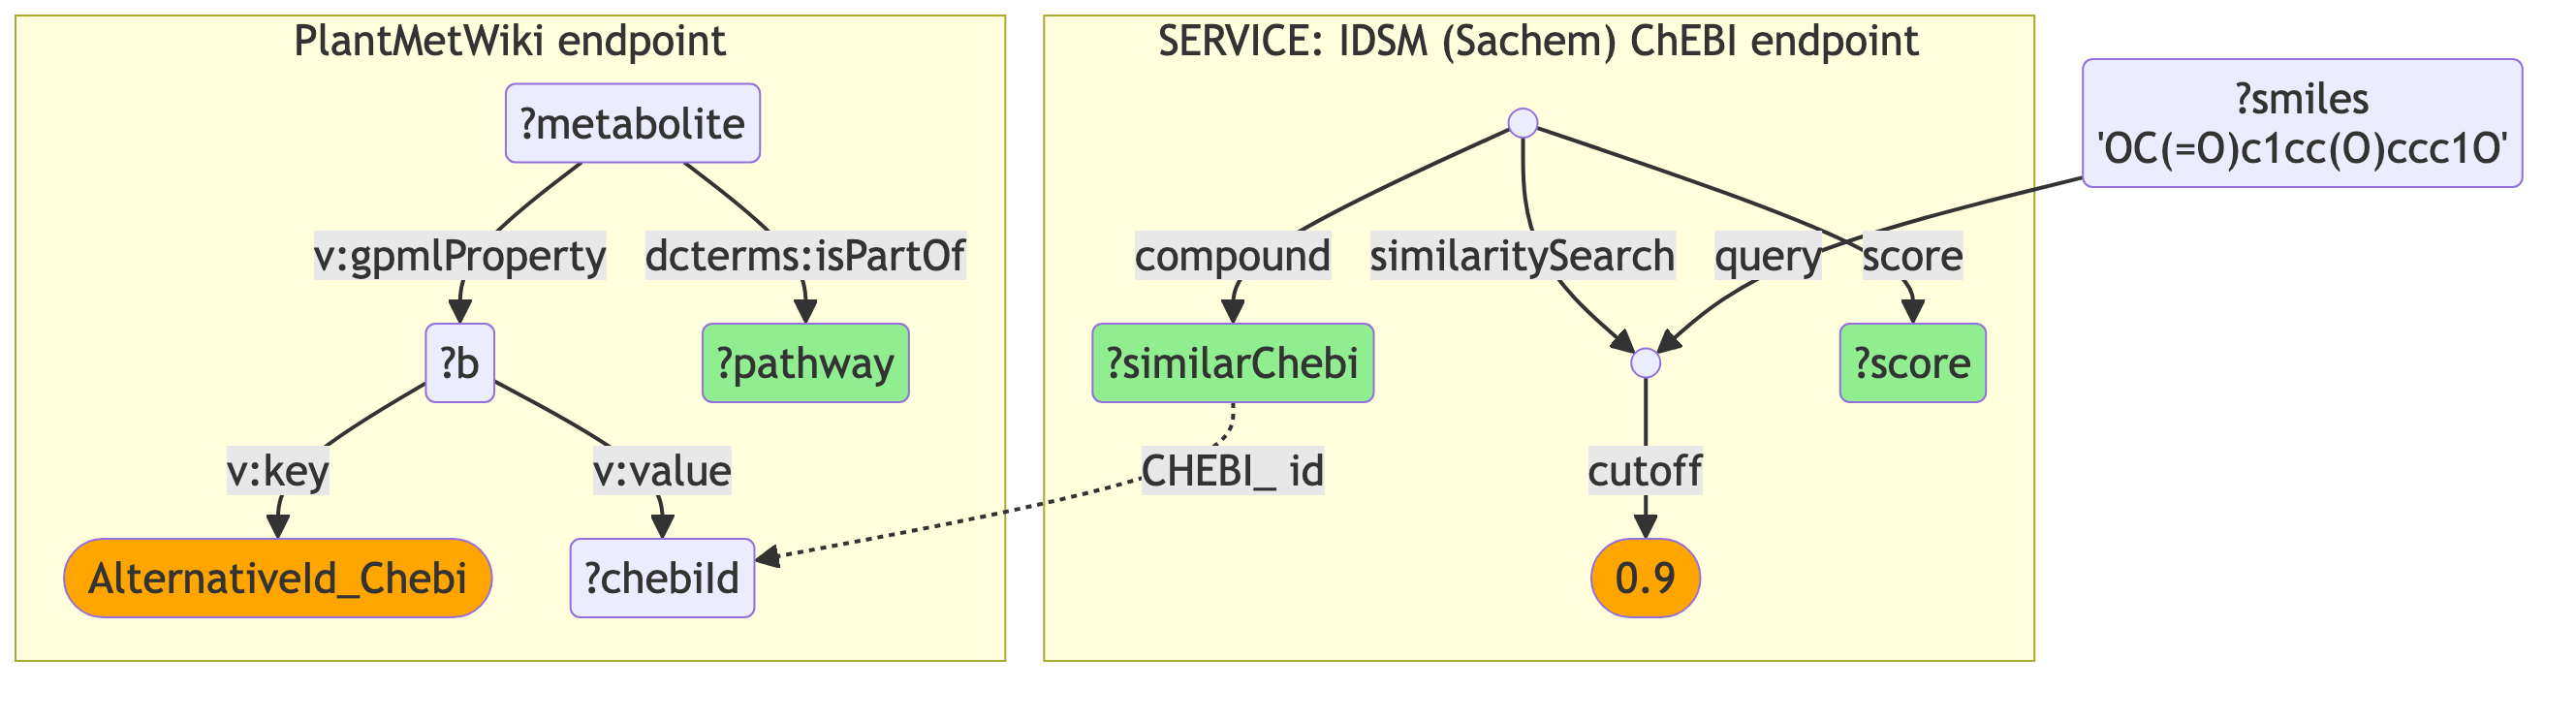 PlantMetWiki endpoint
?metabolite
v:gpmlProperty
dcterms:isPartOf
?b
?pathway
v:key
v:value
AlternativeId_Chebi
?chebiId
SERVICE: IDSM (Sachem) ChEBI endpoint
compound
similaritySearch
query
score
?similarChebi
?score
CHEBI_ id
cutoff
0.9
?smiles
'OC(=O)c1cc(O)ccc1O'